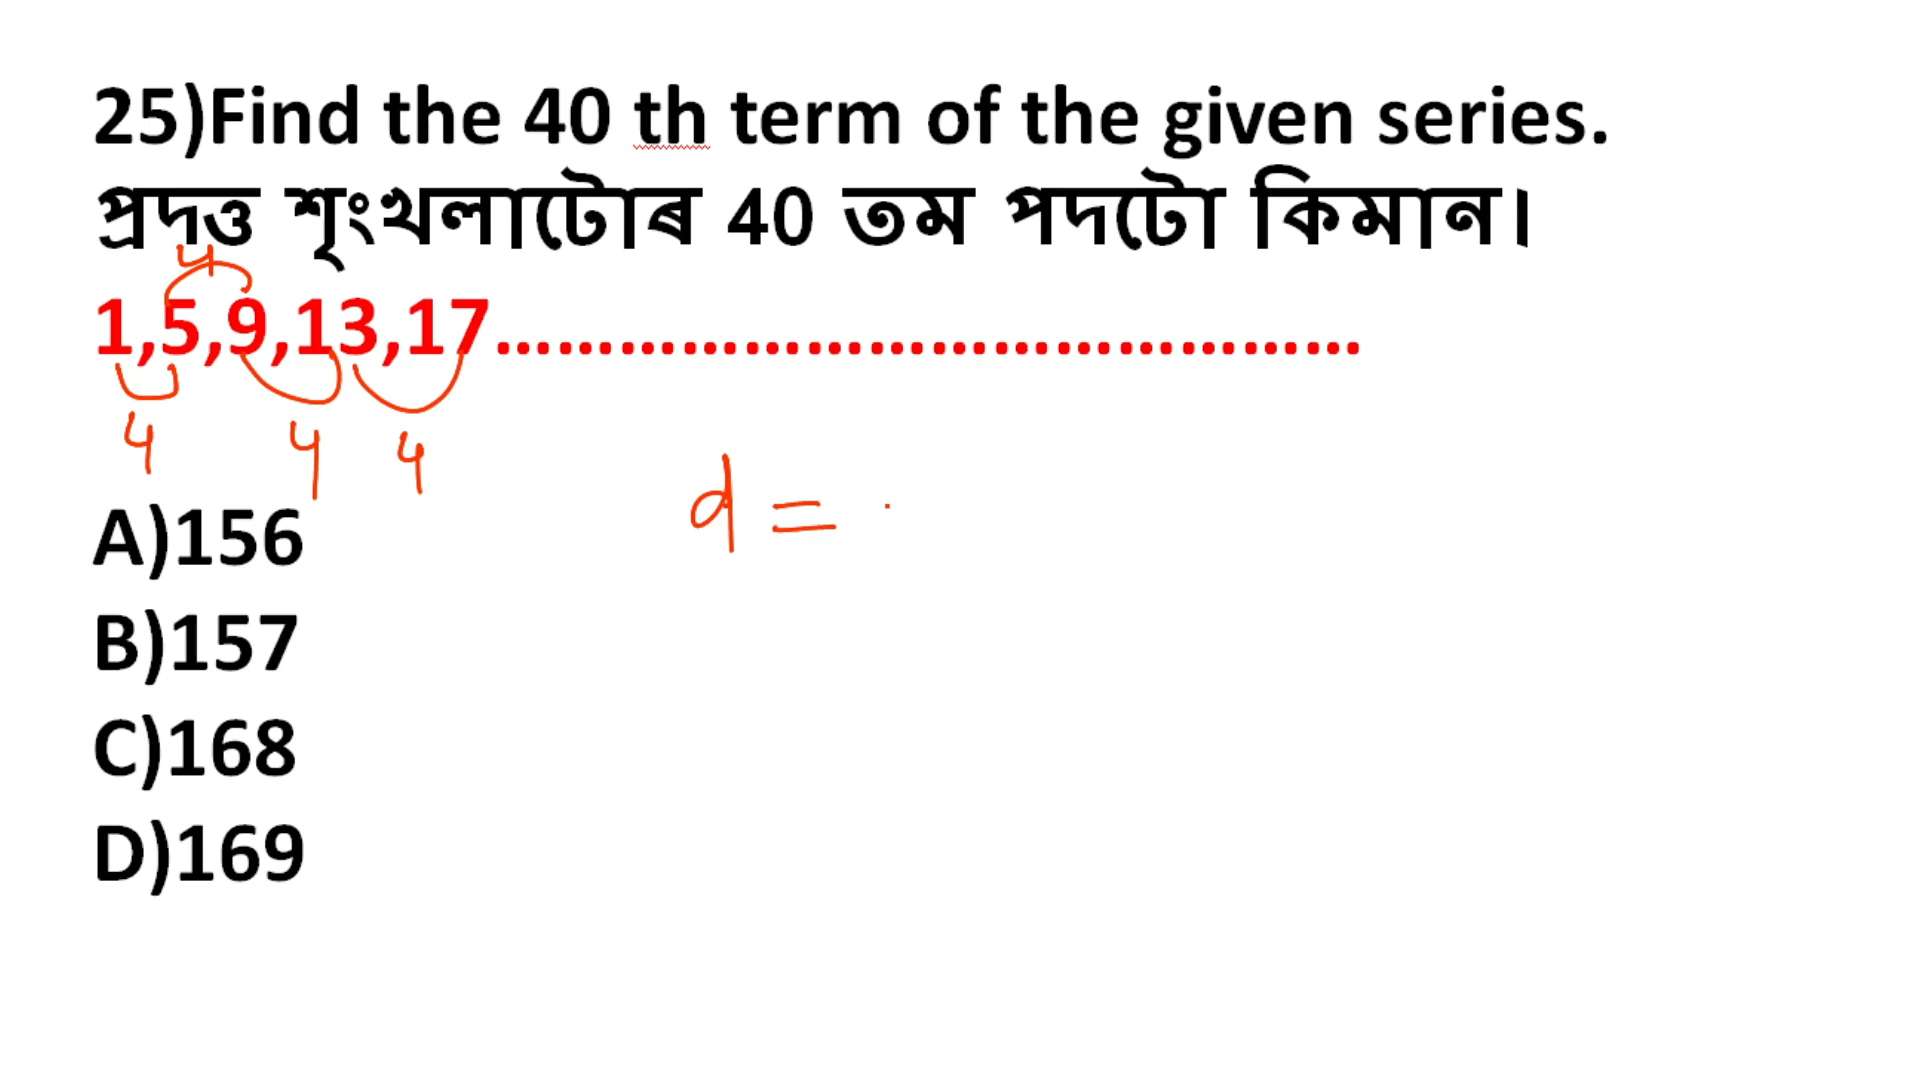 25)Find the 40 th term of the given series.
প্ৰদত্ত শৃংখলাটোৰ 40 তম পদটো কিমান।
4
1,5,9,13,17.......................................
4 4 4
d =
A)156
B)157
C)168
D)169